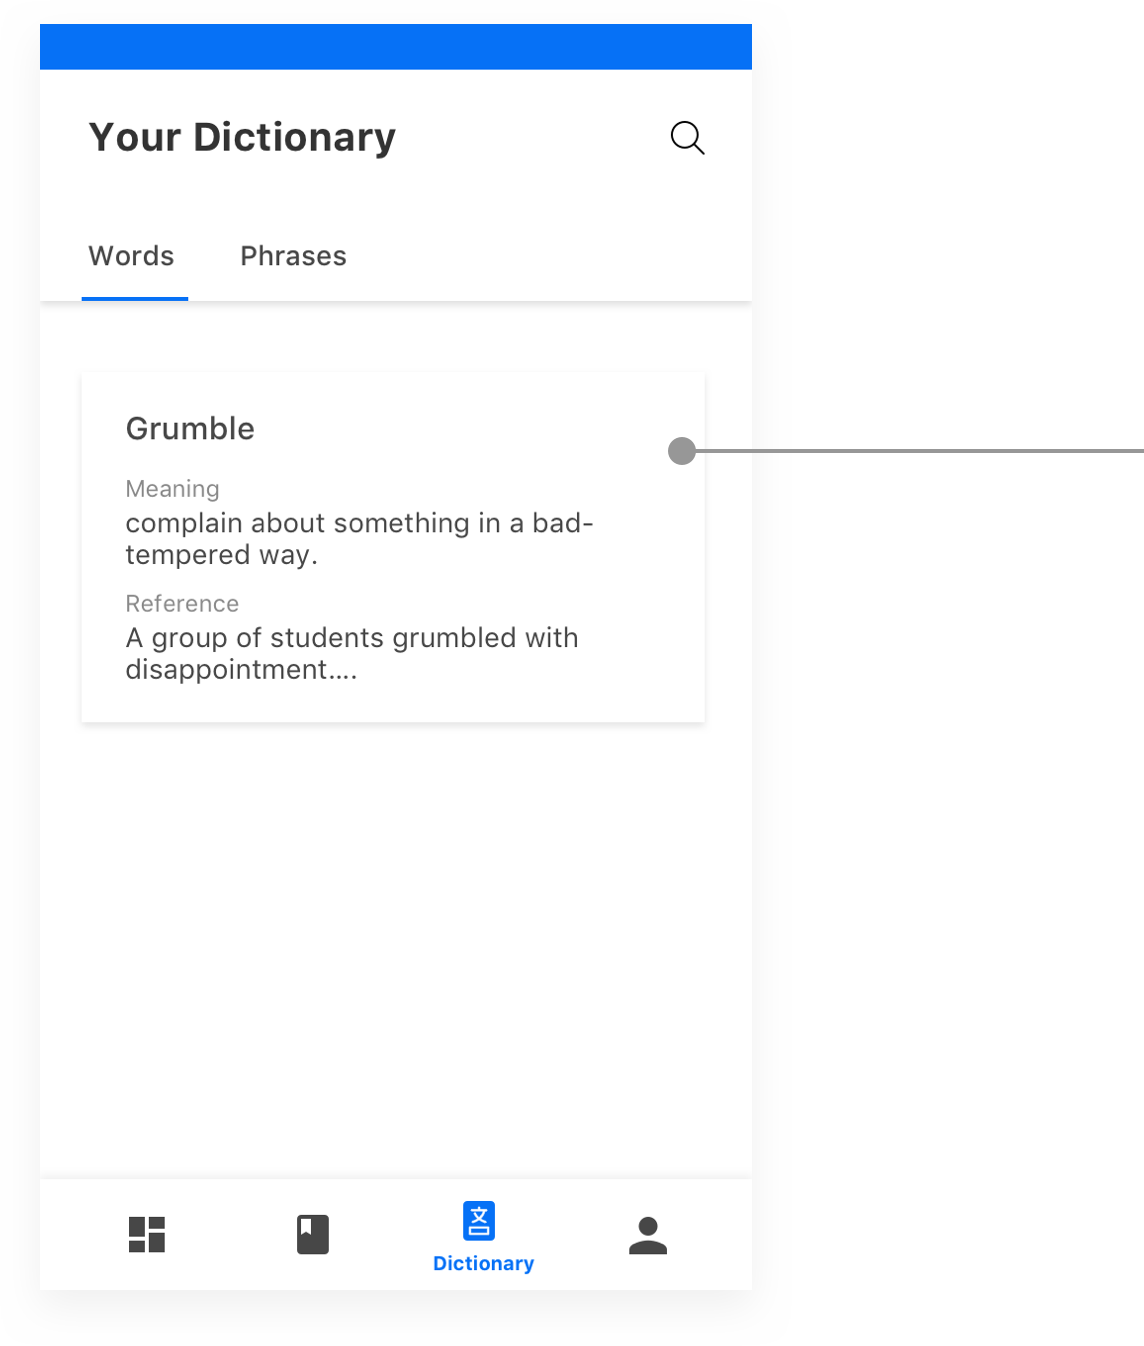 Your Dictionary
Words
Phrases
Grumble
Meaning
complain about something in a bad-
tempered way.
Reference
A group of students grumbled with
disappointment....
文
Dictionary